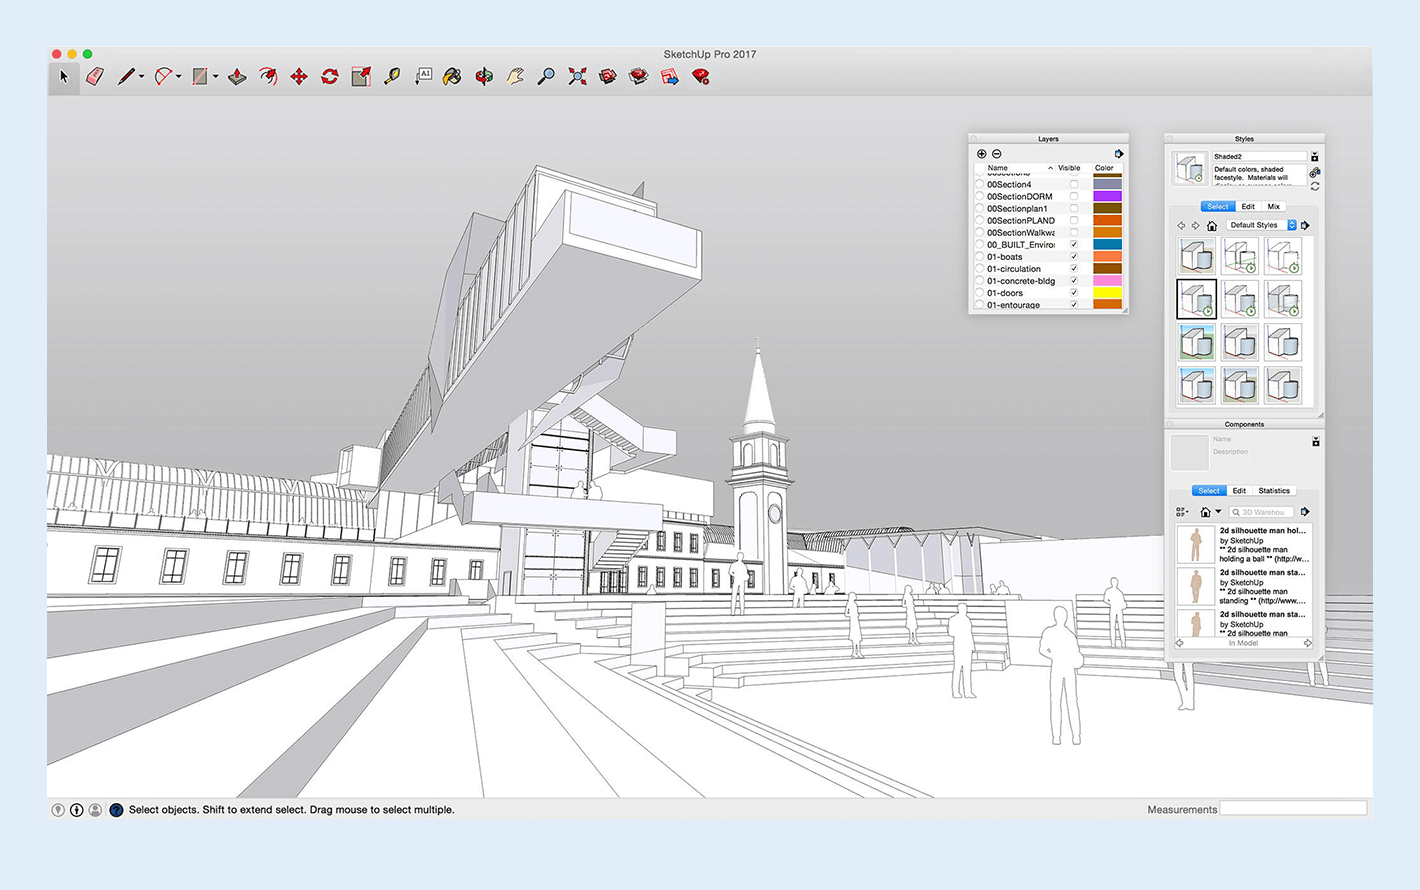 SketchUp Pro 2017
A1
Layers
Name Visible Color
00Section4
00SectionDORM
00Sectionplan1
00SectionPLAND
00SectionWalkwa
00_BUILT_Enviro
01-boats
01-circulation
01-concrete-bldg
01-doors
01-entourage
Styles
Shaded2
Default colors, shaded
facestyle. Materials will
Select Edit Mix
Default Styles
Components
Name
Description
Select Edit Statistics
3D Warehou
2d silhouette man hol...
by SketchUp
** 2d silhouette man
holding a ball ** (http://w...
2d silhouette man sta...
by SketchUp
** 2d silhouette man
standing ** (http://www....
2d silhouette man sta...
by SketchUp
** 2d silhouette man
In Model
Select objects. Shift to extend select. Drag mouse to select multiple.
Measurements